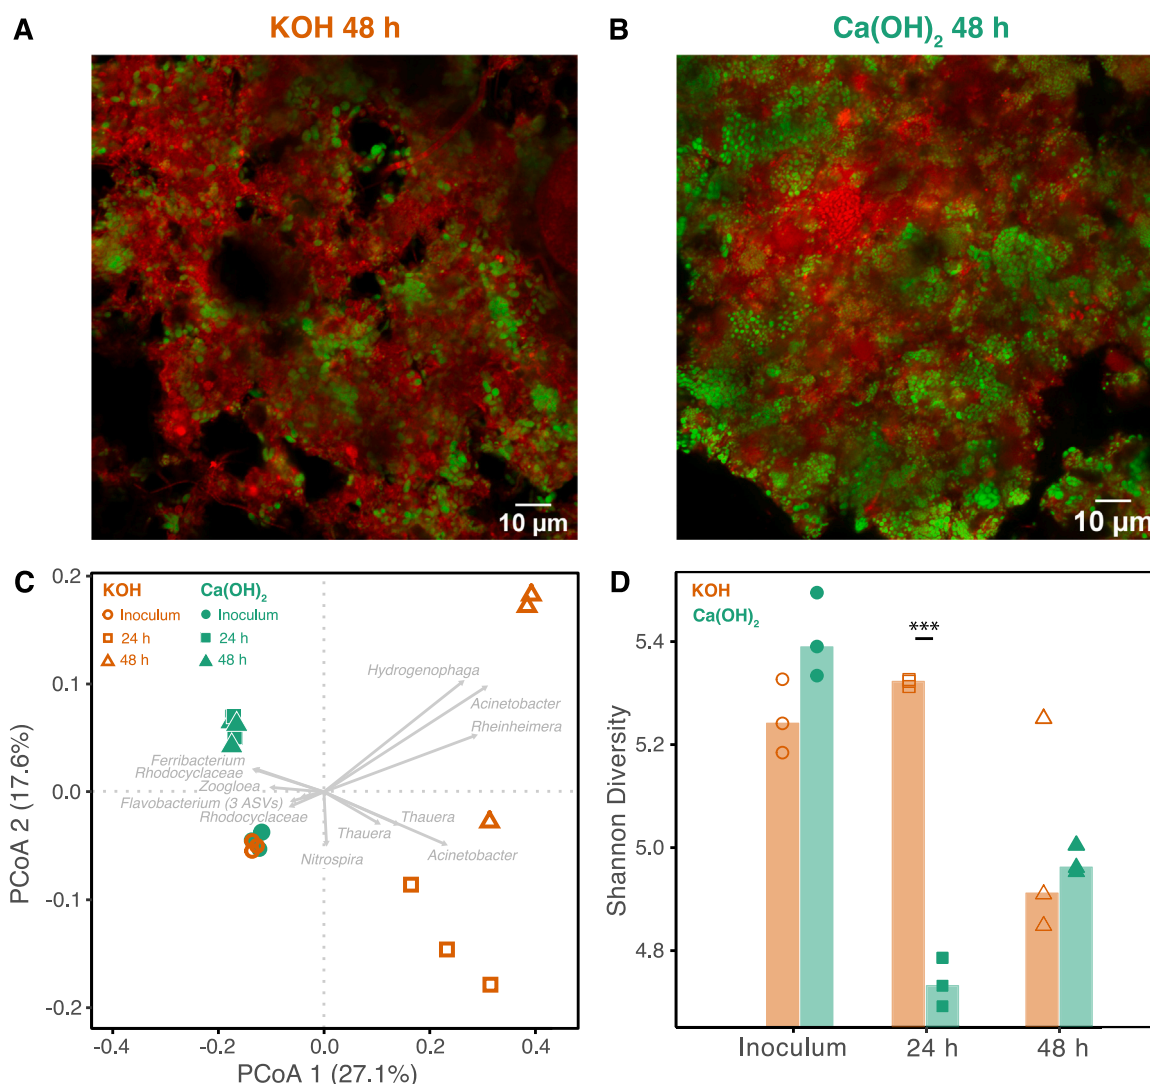 A
KOH 48 h
B
Ca(OH)₂ 48 h
10 µm
10 µm
C
KOH
Ca(OH)₂
Inoculum
Inoculum
24 h
24 h
48 h
48 h
0.2
0.1
0.0
-0.1
-0.2
PCoA 2 (17.6%)
Hydrogenophaga
Acinetobacter
Rheinheimera
Ferribacterium
Rhodocyclaceae
Zoogloea
Flavobacterium (3 ASVs)
Rhodocyclaceae
Thauera
Thauera
Nitrospira
Acinetobacter
-0.4
-0.2
0.0
0.2
0.4
PCoA 1 (27.1%)
D
KOH
Ca(OH)₂
***
5.4
5.2
5.0
4.8
Shannon Diversity
Inoculum
24 h
48 h